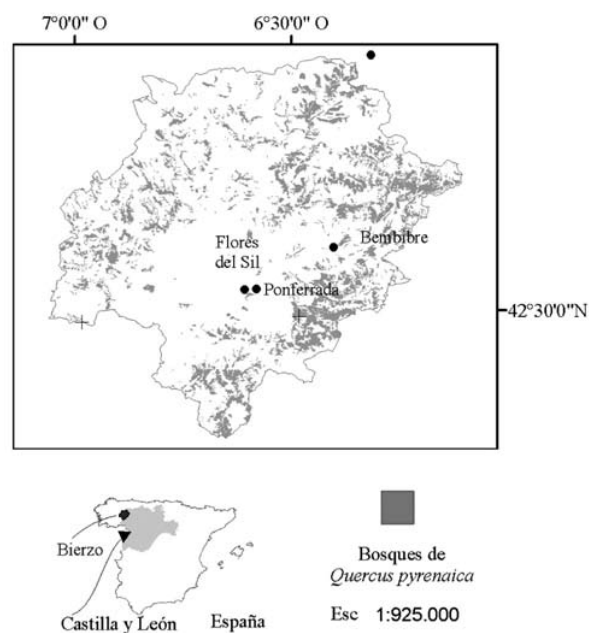 7°0'0" O
6°30'0" O
Bembibre
Flores
del Sil
Ponferrada
42°30'0"N
Bierzo
Castilla y León
España
Bosques de
Quercus pyrenaica
Esc 1:925.000